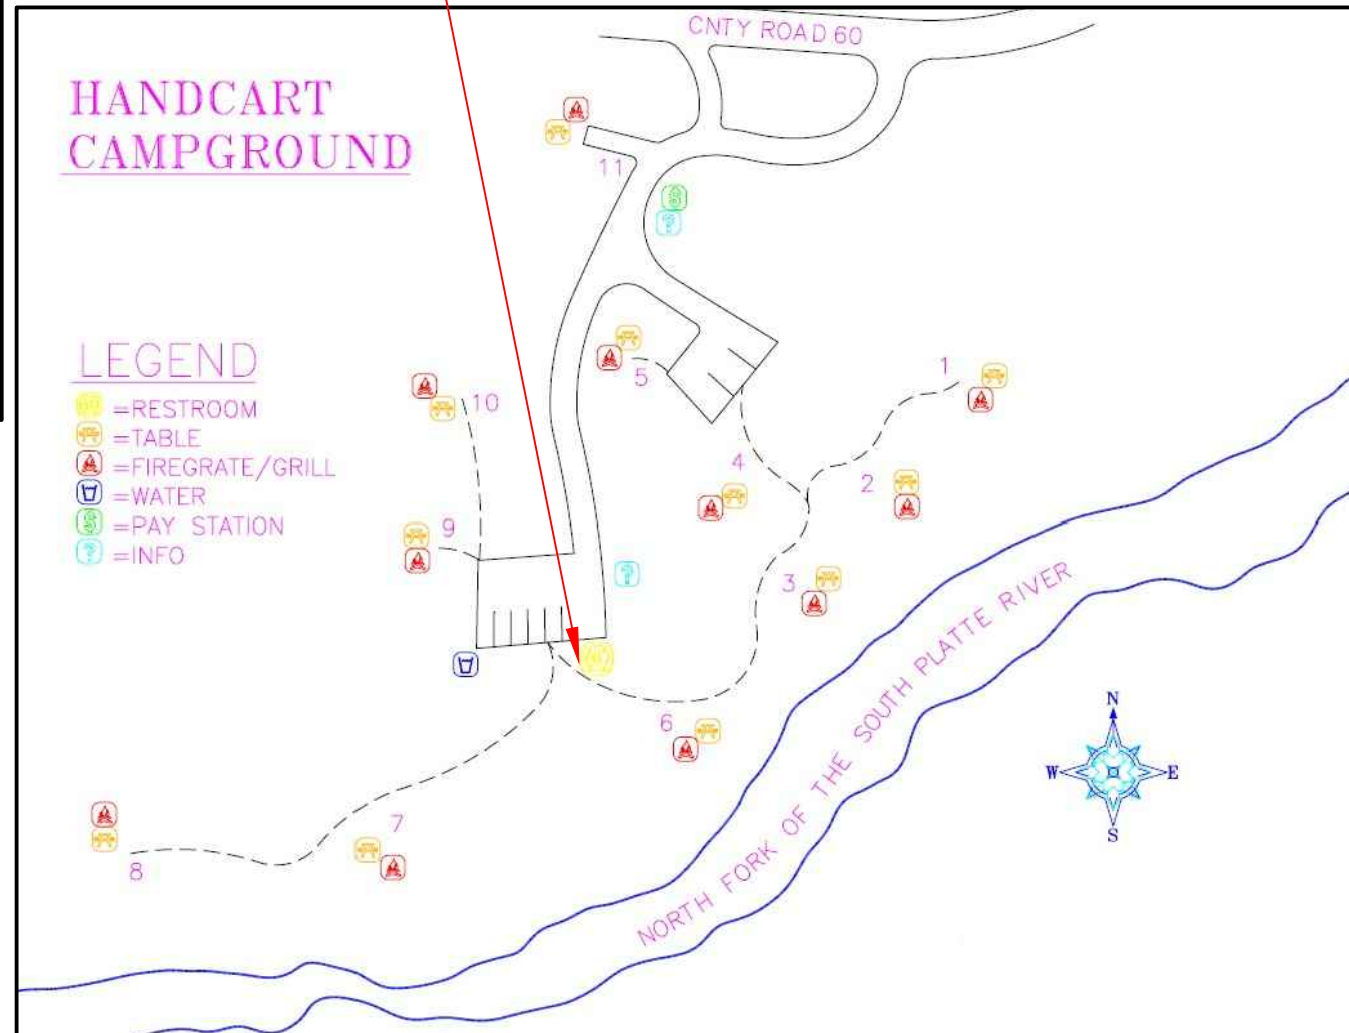 CNTY ROAD 60
HANDCART
CAMPGROUND
11
$
?
LEGEND
=RESTROOM
=TABLE
=FIREGRATE/GRILL
=WATER
$ =PAY STATION
? =INFO
5
1
10
4
2
9
?
3
6
7
8
NORTH FORK OF THE SOUTH PLATTE RIVER
N
W
E
S